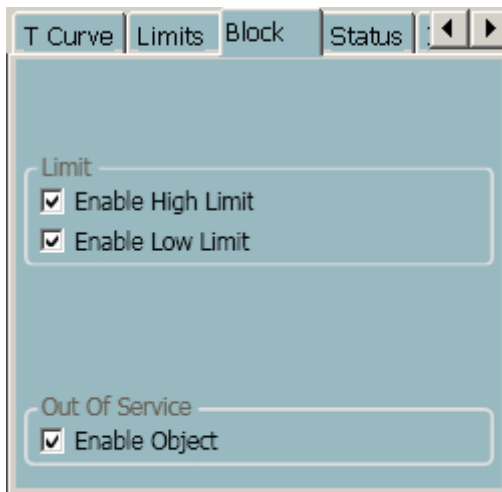 T Curve Limits Block Status
Limit
Enable High Limit
Enable Low Limit
Out Of Service
Enable Object